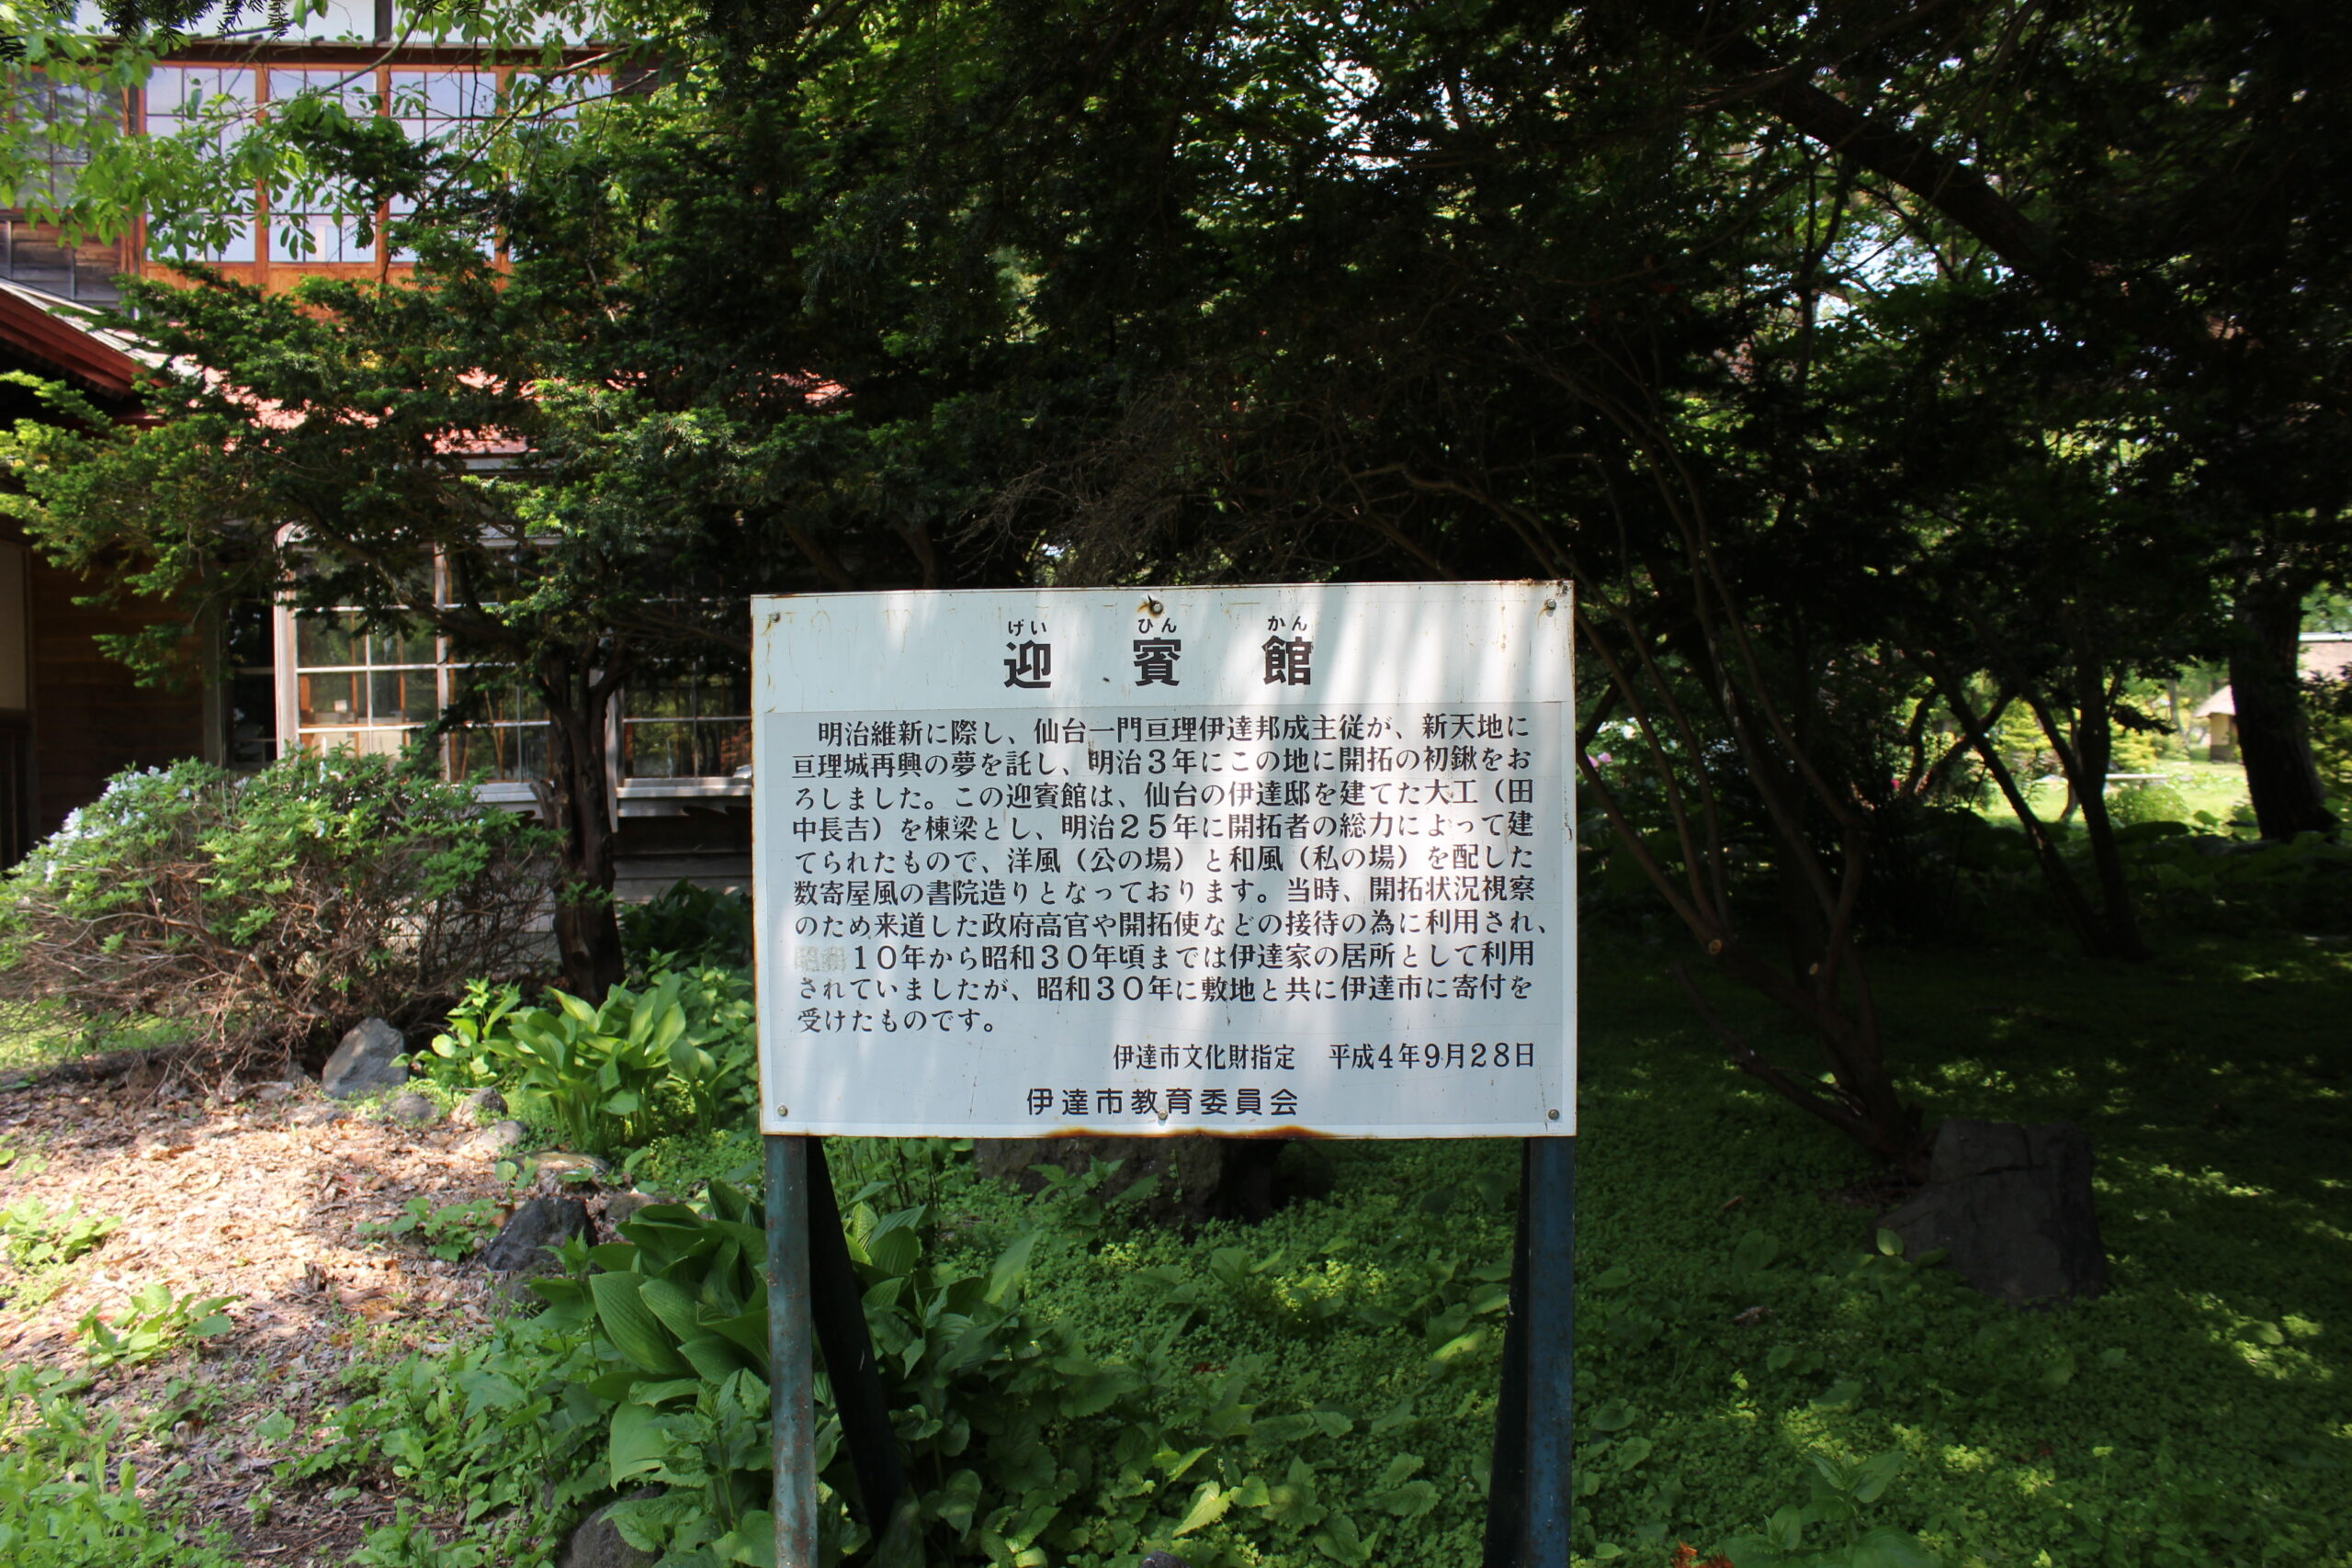 げい ひん かん
迎賓館
明治維新に際し、仙台一門亘理伊達邦成主従が、新天地に
亘理城再興の夢を託し、明治３年にこの地に開拓の初鍬をお
ろしました。この迎賓館は、仙台の伊達邸を建てた大工（田
中長吉）を棟梁とし、明治２５年に開拓者の総力によって建
てられたもので、洋風（公の場）と和風（私の場）を配した
数寄屋風の書院造りとなっております。当時、開拓状況視察
のため来道した政府高官や開拓使などの接待の為に利用され、
１０年から昭和３０年頃までは伊達家の居所として利用
されていましたが、昭和３０年に敷地と共に伊達市に寄付を
受けたものです。
伊達市文化財指定　平成４年９月２８日
伊達市教育委員会